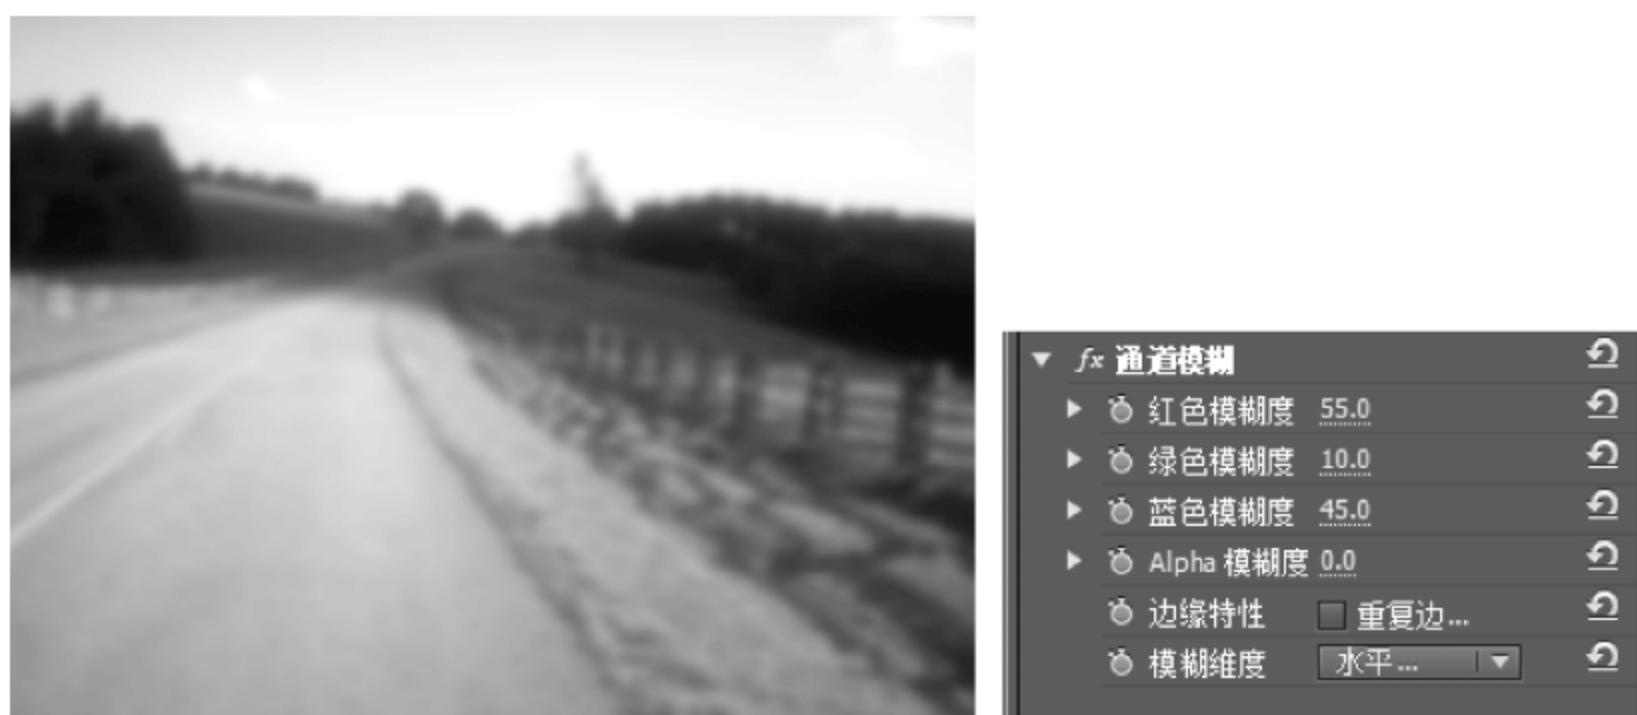 fx 通道模糊
红色模糊度 55.0
绿色模糊度 10.0
蓝色模糊度 45.0
Alpha 模糊度 0.0
边缘特性 重复边...
模糊维度 水平...